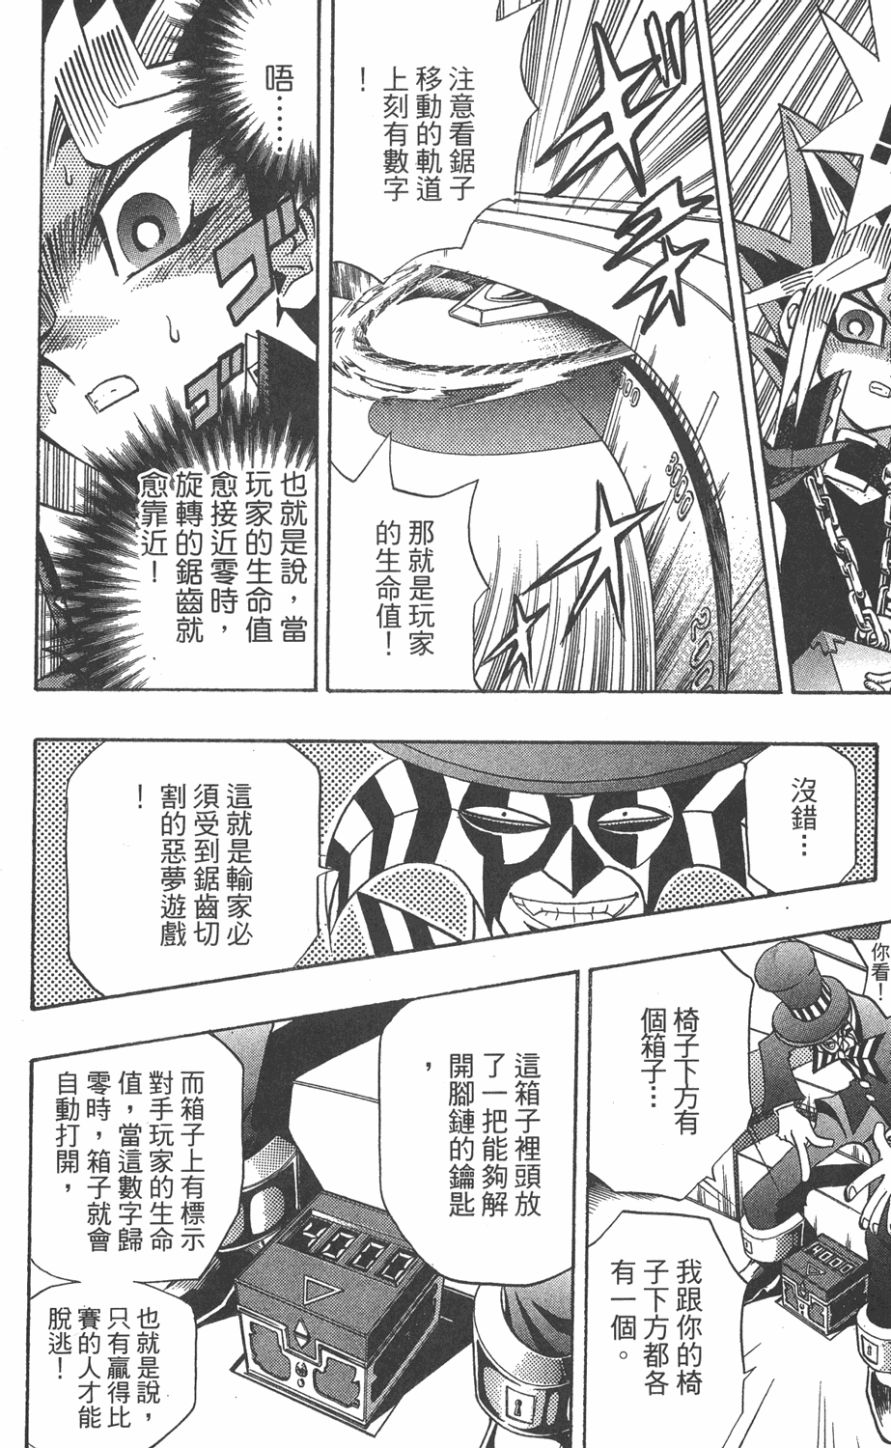 注意看鋸子
移動的軌道
上刻有數字
！
那就是玩家
的生命值！
唔……
也就是說，當
玩家的生命值
愈接近零時，
旋轉的鋸齒就
愈靠近！
3000
2000
沒錯…
這就是輸家必
須受到鋸齒切
割的惡夢遊戲
！
你看！
椅子下方有
個箱子…
4000
我跟你的椅
子下方都各
有一個。
這箱子裡頭放
了一把能夠解
開腳鏈的鑰匙
，
4000
而箱子上有標示
對手玩家的生命
值，當這數字歸
零時，箱子就會
自動打開，
也就是說，
只有贏得比
賽的人才能
脫逃！